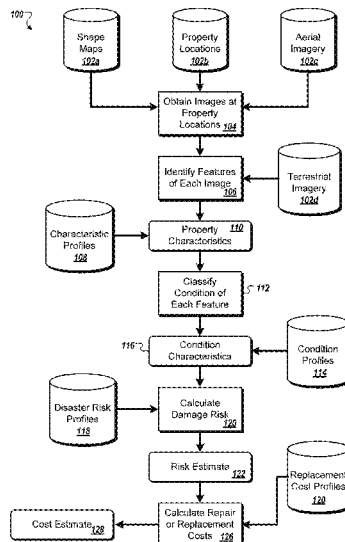 100
Shape
Maps
102a
Property
Locations
102b
Aerial
Imagery
102c
Obtain Images at
Property
Locations
104
Identify Features
of Each Image
106
Terrestrial
Imagery
102d
Characteristic
Profiles
108
110
Property
Characteristics
Classify
Condition of
Each Feature
112
116
Condition
Characteristics
Condition
Profiles
114
Disaster Risk
Profiles
118
Calculate
Damage Risk
Risk Estimate
122
Replacement
Cost Profiles
120
Cost Estimate
128
Calculate Repair
or Replacement
Costs
126